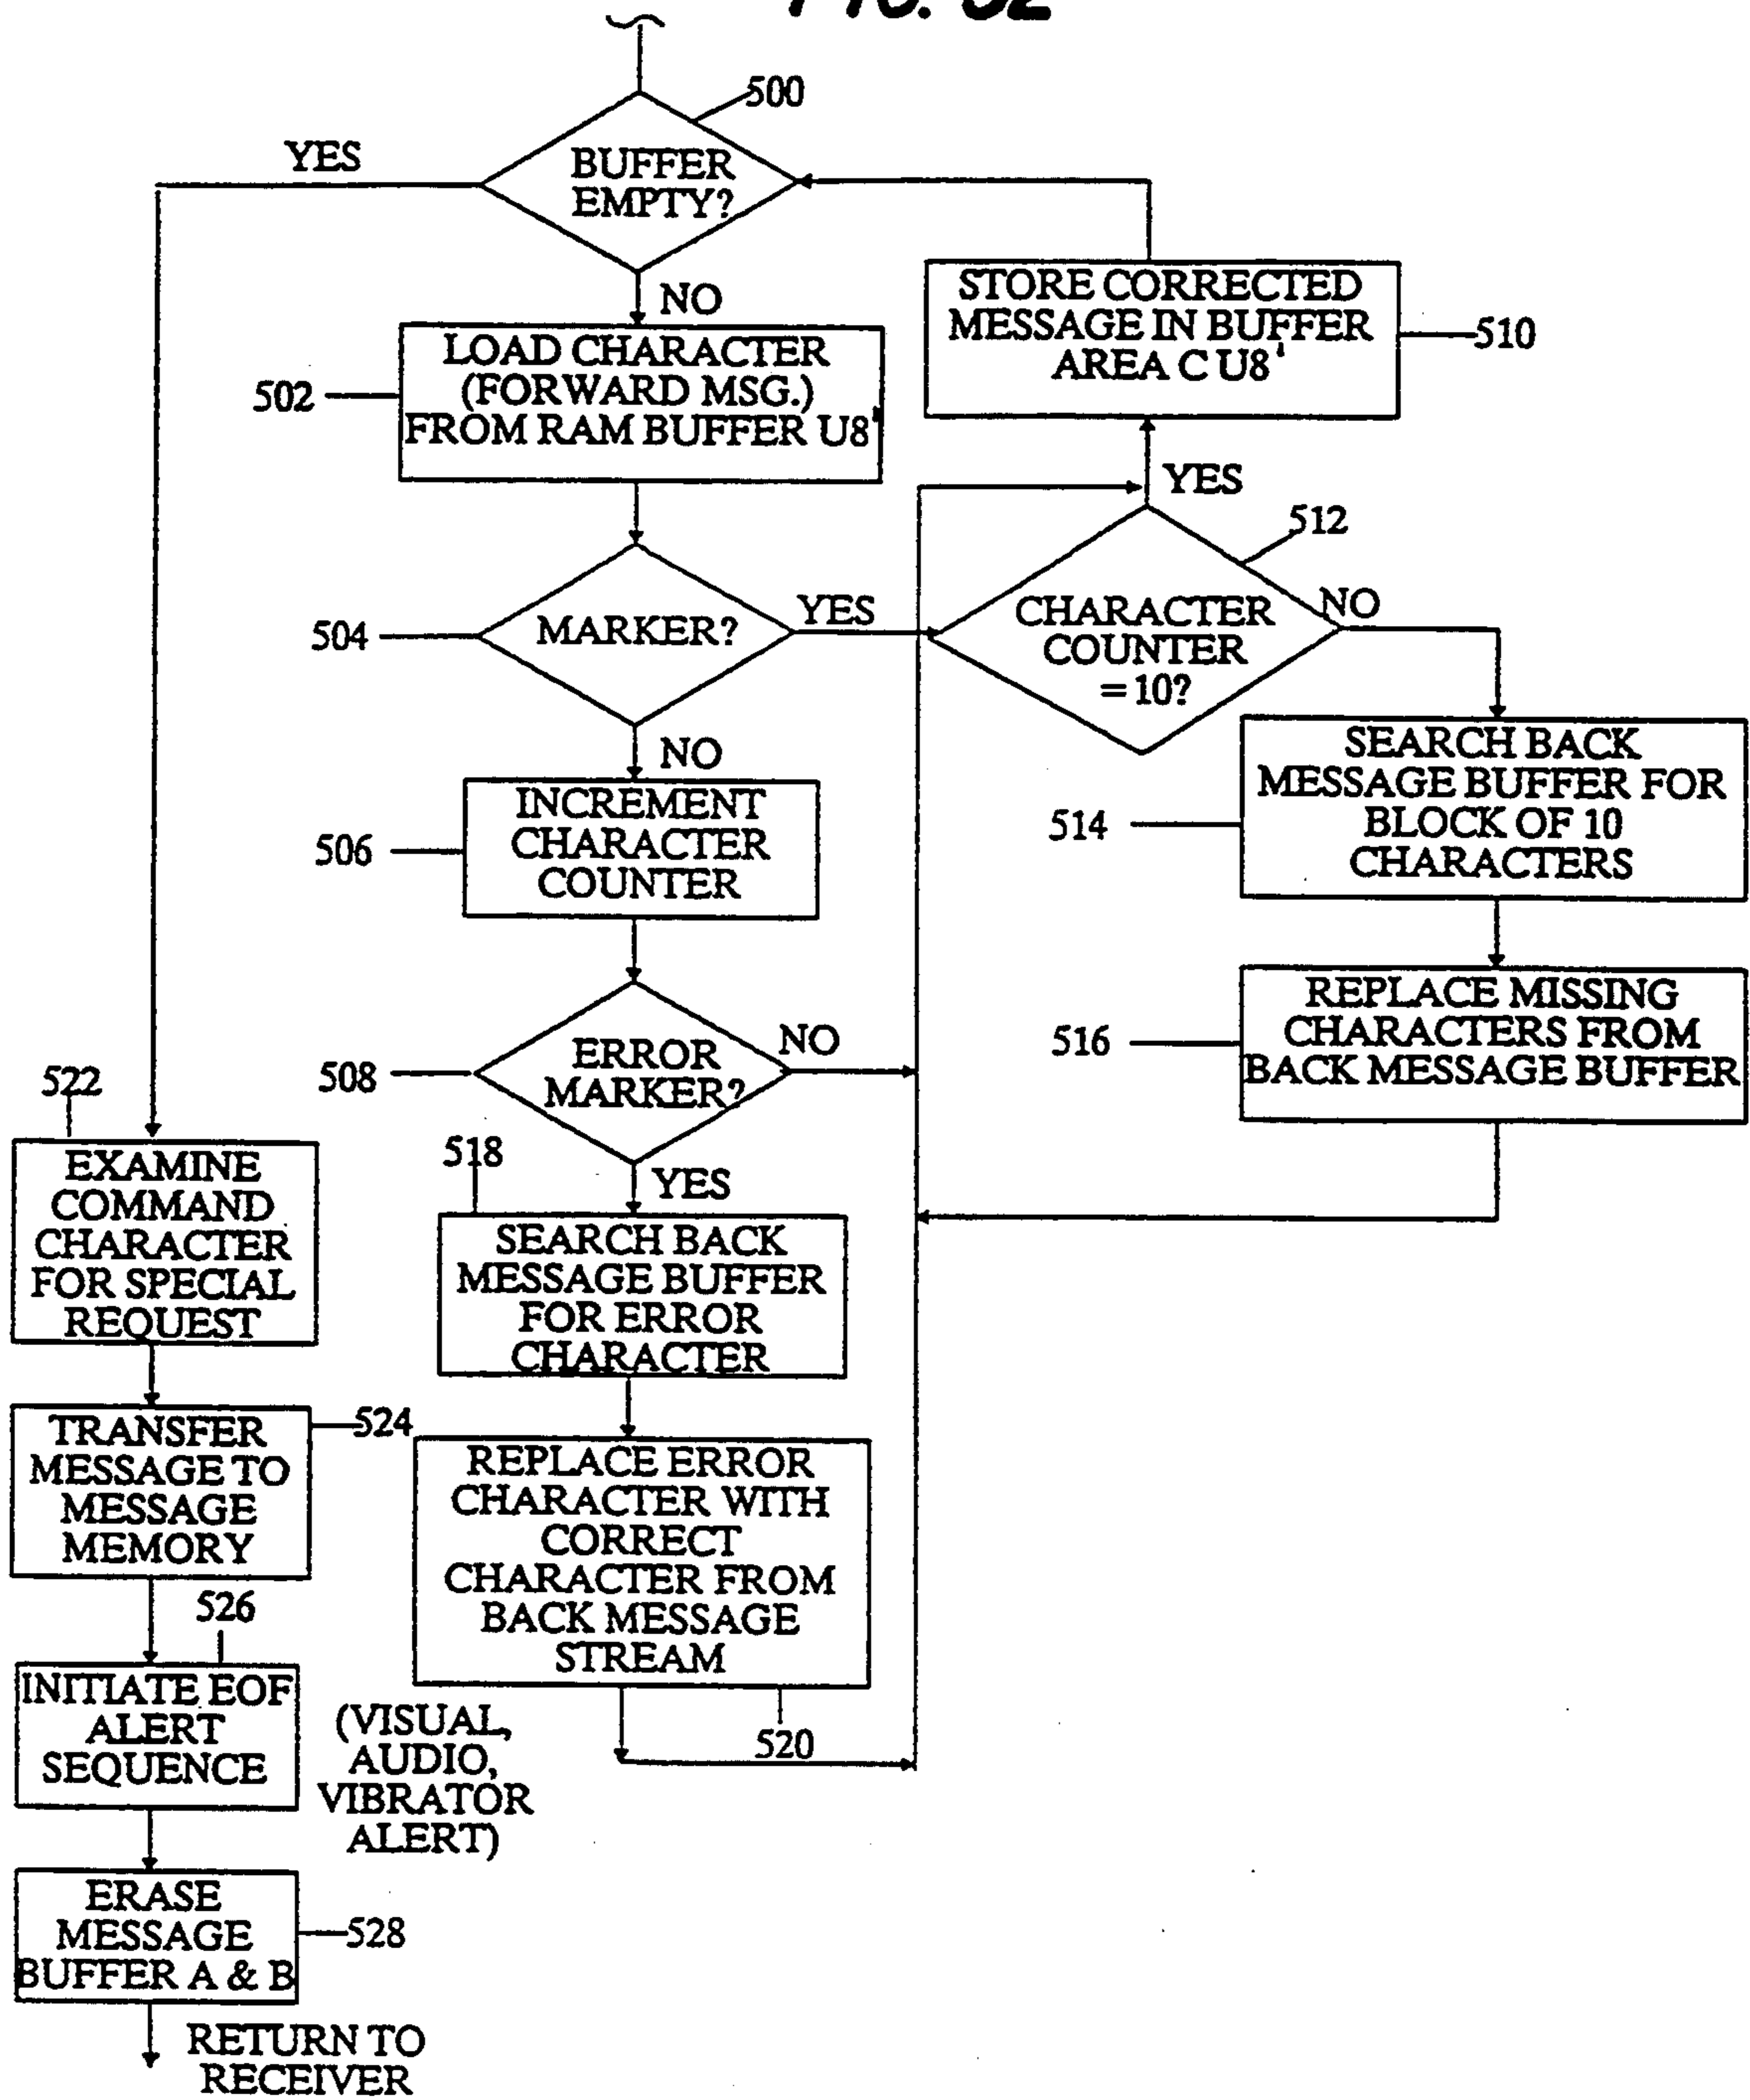 FIG. 32
500
YES
BUFFER
EMPTY?
NO
LOAD CHARACTER
(FORWARD MSG.)
FROM RAM BUFFER U8'
502
STORE CORRECTED
MESSAGE IN BUFFER
AREA C U8'
510
YES
512
MARKER?
504
YES
CHARACTER
COUNTER
= 10?
NO
NO
INCREMENT
CHARACTER
COUNTER
506
SEARCH BACK
MESSAGE BUFFER FOR
BLOCK OF 10
CHARACTERS
514
REPLACE MISSING
CHARACTERS FROM
BACK MESSAGE BUFFER
516
ERROR
MARKER?
NO
508
YES
518
SEARCH BACK
MESSAGE BUFFER
FOR ERROR
CHARACTER
REPLACE ERROR
CHARACTER WITH
CORRECT
CHARACTER FROM
BACK MESSAGE
STREAM
520
522
EXAMINE
COMMAND
CHARACTER
FOR SPECIAL
REQUEST
TRANSFER
MESSAGE TO
MESSAGE
MEMORY
524
526
INITIATE EOF
ALERT
SEQUENCE
(VISUAL,
AUDIO,
VIBRATOR
ALERT)
ERASE
MESSAGE
BUFFER A & B
528
RETURN TO
RECEIVER